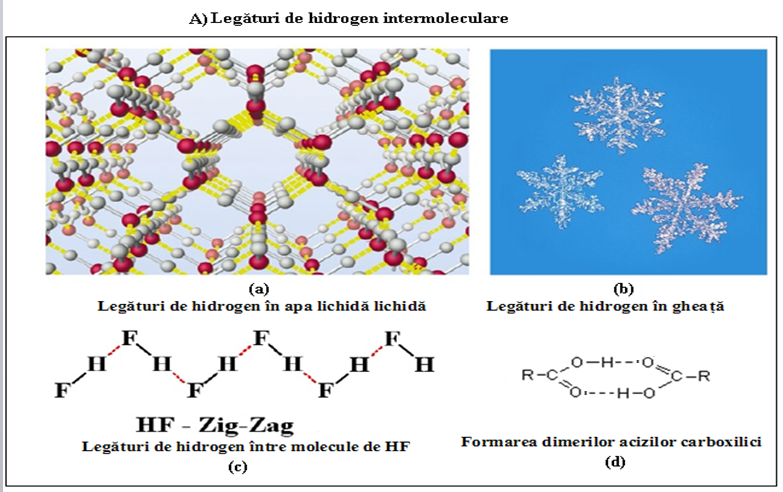 A) Legături de hidrogen intermoleculare
(a)
Legături de hidrogen în apa lichidă lichidă
(b)
Legături de hidrogen în gheață
F F F
H H H H H H
F F F
HF - Zig-Zag
Legături de hidrogen între molecule de HF
(c)
O-H---O
R-C C-R
O---H-O
Formarea dimerilor acizilor carboxilici
(d)